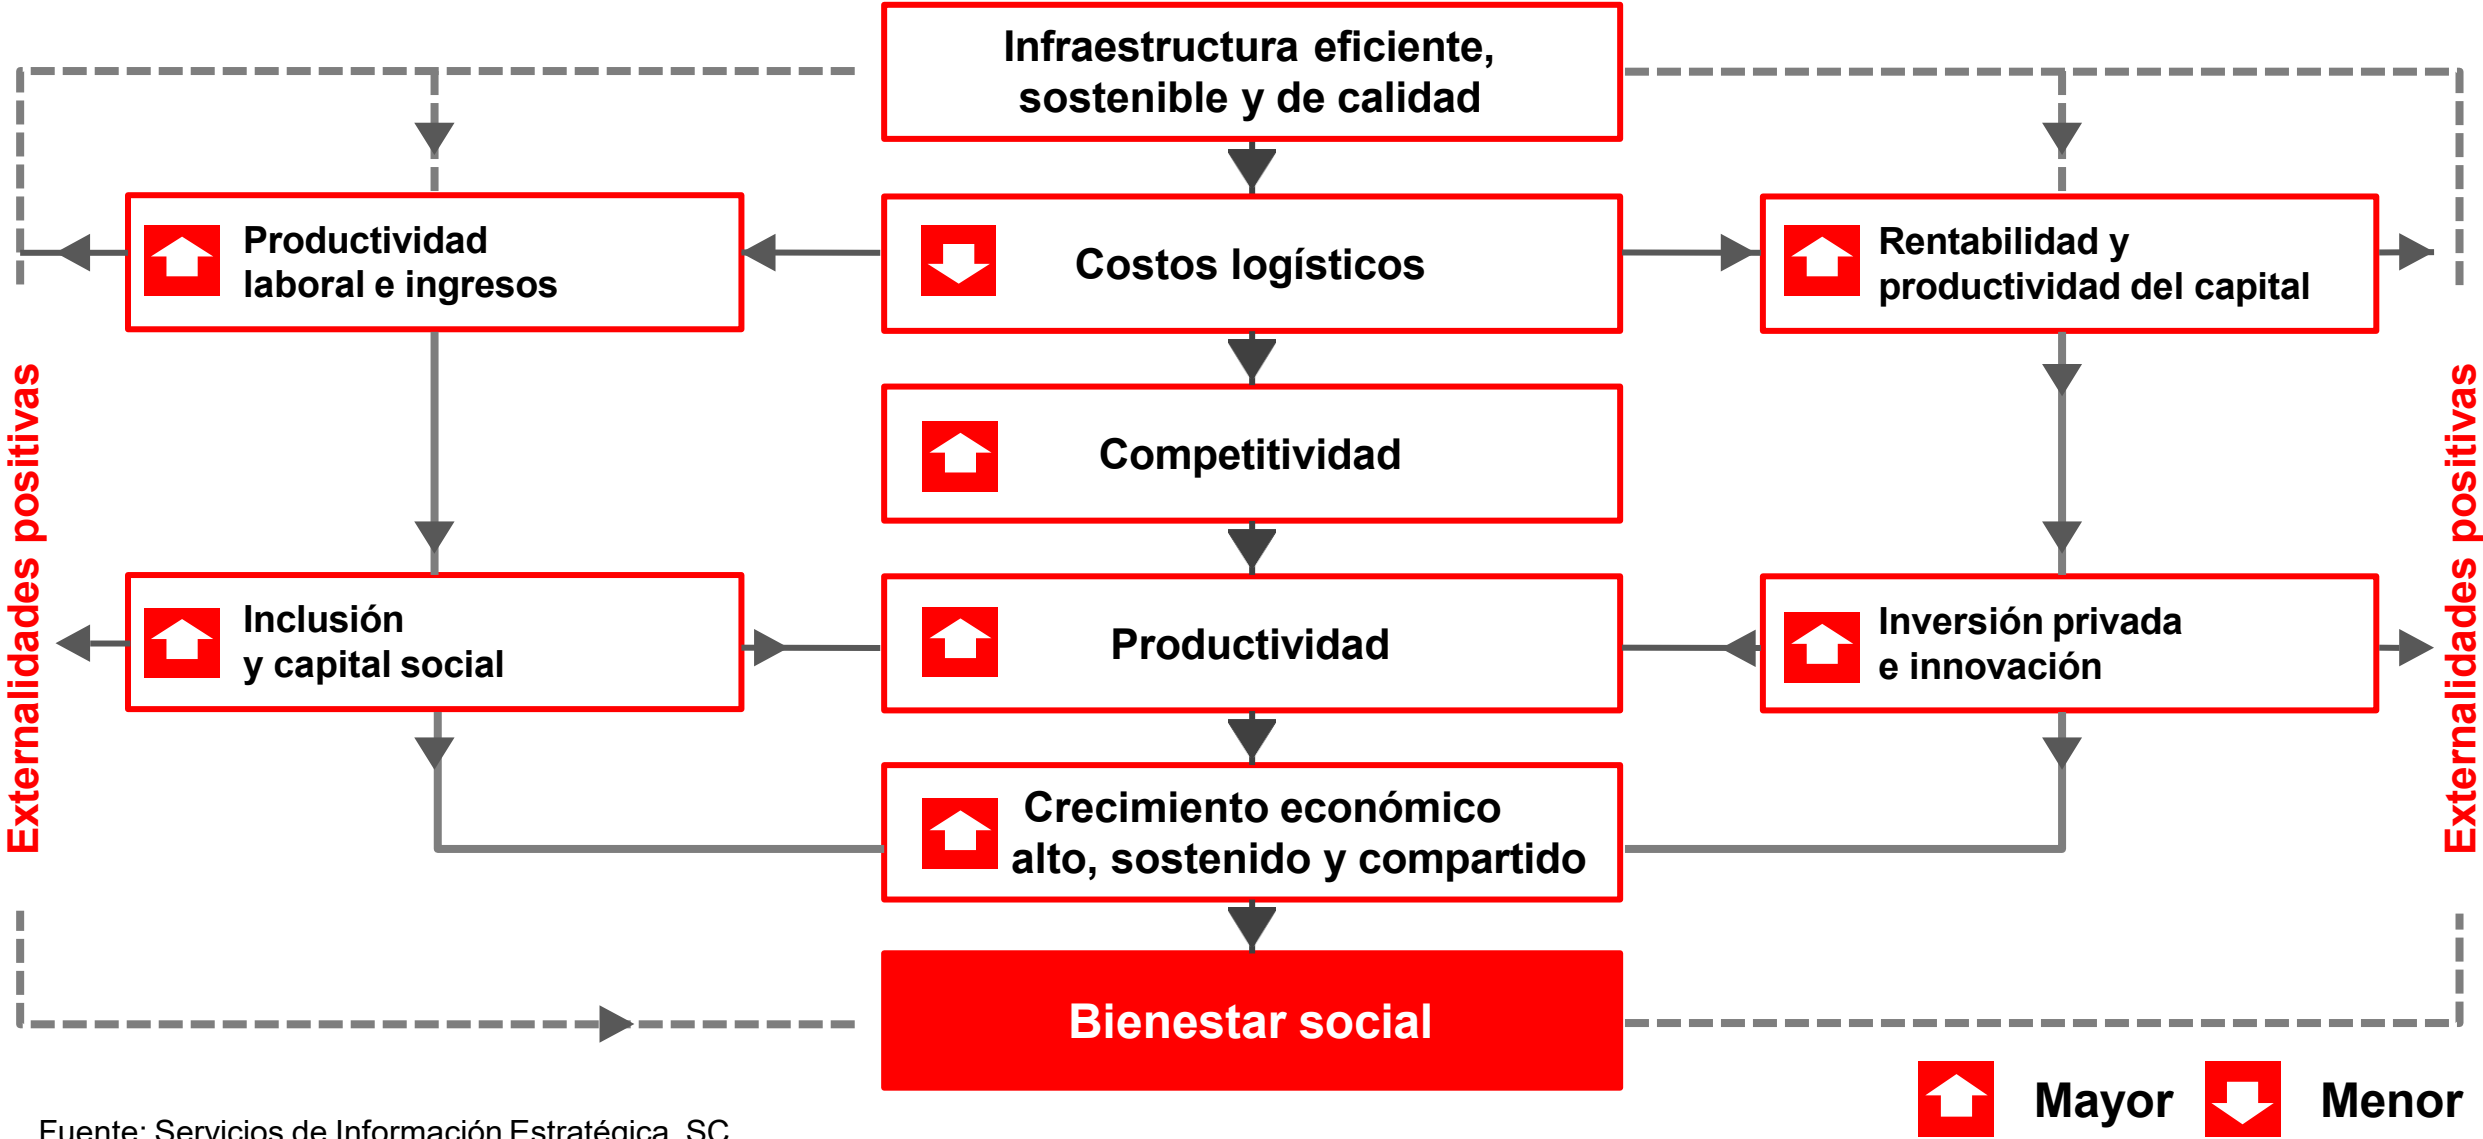 Infraestructura eficiente,
sostenible y de calidad
Productividad
laboral e ingresos
Costos logísticos
Rentabilidad y
productividad del capital
Externalidades positivas
Competitividad
Externalidades positivas
Inclusión
y capital social
Productividad
Inversión privada
e innovación
Crecimiento económico
alto, sostenido y compartido
Bienestar social
Mayor
Menor
Fuente: Servicios de Información Estratégica, SC